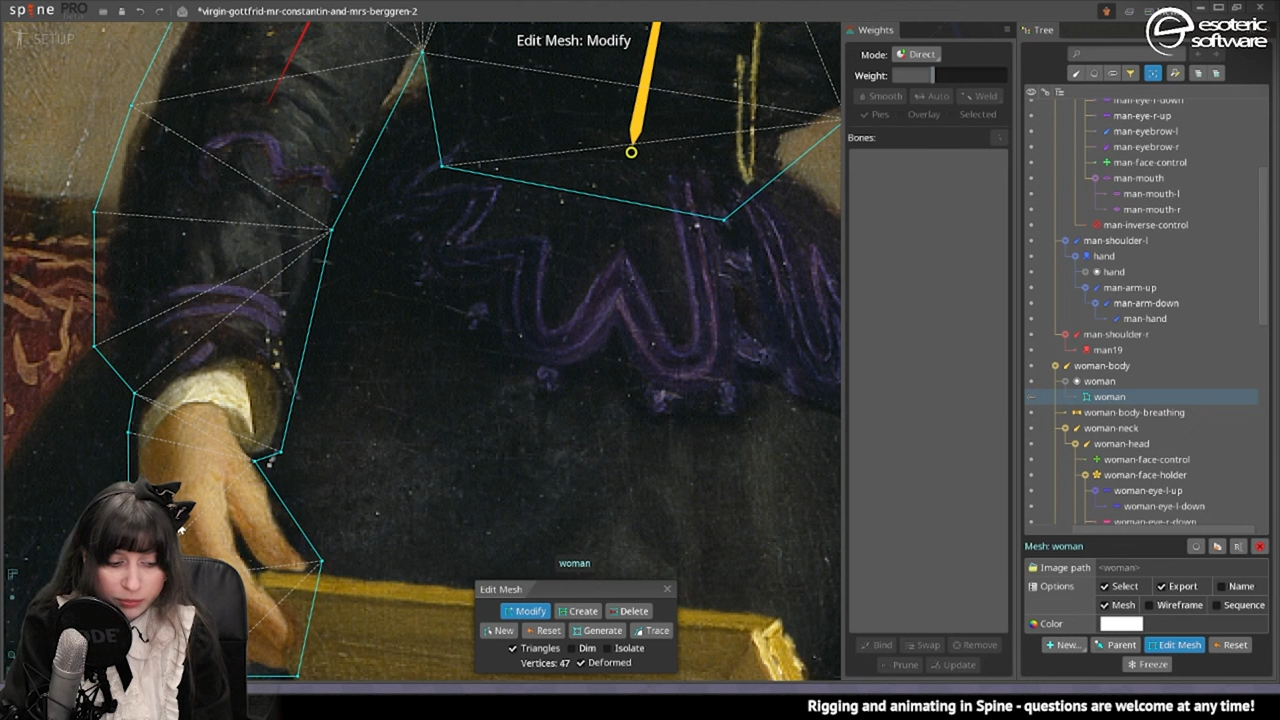 spine PRO
beta
*virgin-gottfrid-mr-constantin-and-mrs-berggren-2
SETUP
Edit Mesh: Modify
esoteric
software
Weights
Mode: Direct
Weight:
Smooth Auto Weld
Pies Overlay Selected
Bones:
Bind Swap Remove
Prune Update
Tree
man-eye-r-down
man-eye-r-up
man-eyebrow-l
man-eyebrow-r
man-face-control
man-mouth
man-mouth-l
man-mouth-r
man-inverse-control
man-shoulder-l
hand
hand
man-arm-up
man-arm-down
man-hand
man-shoulder-r
man19
woman-body
woman
woman
woman-body-breathing
woman-neck
woman-head
woman-face-control
woman-face-holder
woman-eye-l-up
woman-eye-l-down
woman-eye-r-down
Mesh: woman
Image path <woman>
Options Select Export Name
Mesh Wireframe Sequence
Color
New... Parent Edit Mesh Reset
Freeze
woman
Edit Mesh
Modify Create Delete
New Reset Generate Trace
Triangles Dim Isolate
Vertices: 47 Deformed
Rigging and animating in Spine - questions are welcome at any time!